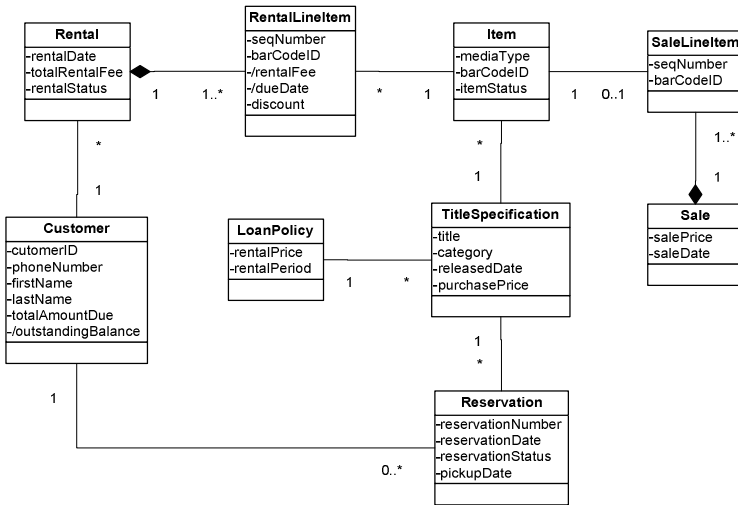 Rental
-rentalDate
-totalRentalFee
-rentalStatus
1
1..*
RentalLineItem
-seqNumber
-barCodeID
-/rentalFee
-/dueDate
-discount
*
1
Item
-mediaType
-barCodeID
-itemStatus
1
0..1
SaleLineItem
-seqNumber
-barCodeID
*
1
*
1
1..*
1
Customer
-cutomerID
-phoneNumber
-firstName
-lastName
-totalAmountDue
-/outstandingBalance
LoanPolicy
-rentalPrice
-rentalPeriod
1
*
TitleSpecification
-title
-category
-releasedDate
-purchasePrice
Sale
-salePrice
-saleDate
1
*
1
0..*
Reservation
-reservationNumber
-reservationDate
-reservationStatus
-pickupDate